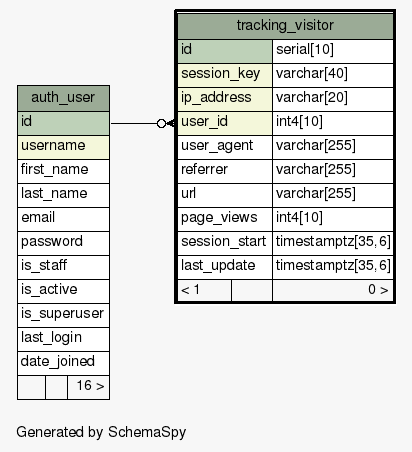 tracking_visitor
id serial[10]
session_key varchar[40]
ip_address varchar[20]
user_id int4[10]
user_agent varchar[255]
referrer varchar[255]
url varchar[255]
page_views int4[10]
session_start timestamptz[35,6]
last_update timestamptz[35,6]
< 1 0 >
auth_user
id
username
first_name
last_name
email
password
is_staff
is_active
is_superuser
last_login
date_joined
16 >
Generated by SchemaSpy